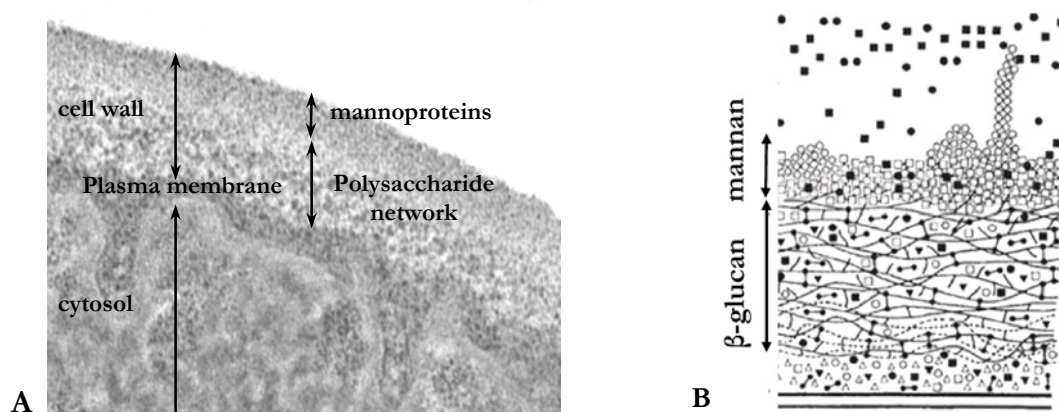 cell wall
mannoproteins
Plasma membrane
Polysaccharide
network
cytosol
A
mannan
β-glucan
B